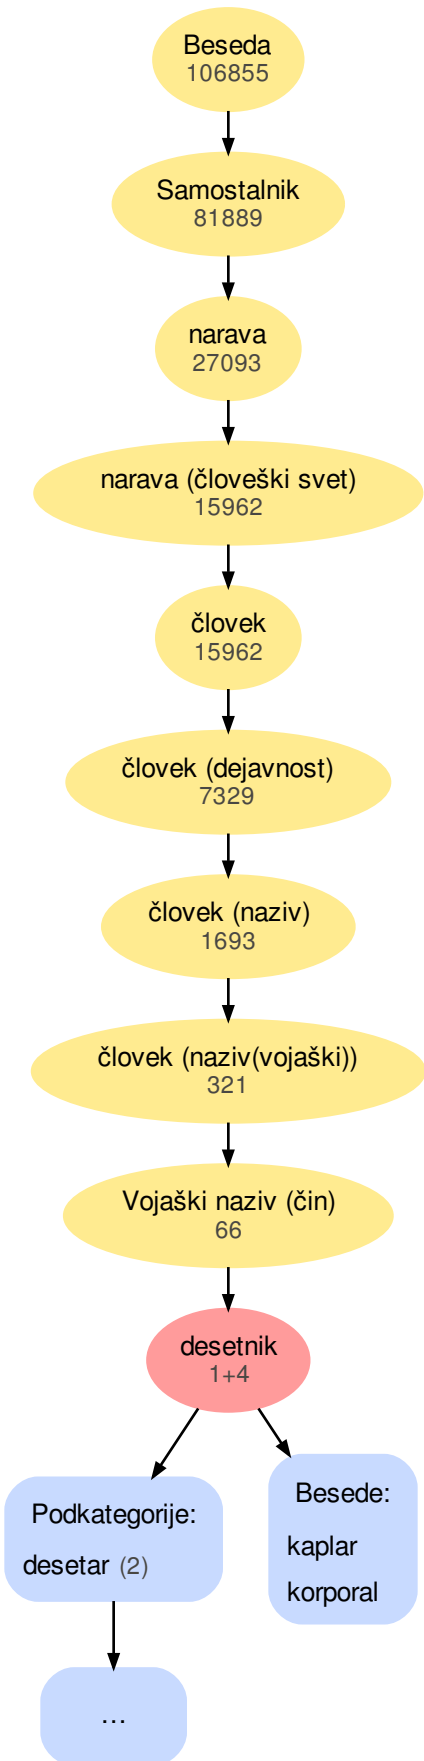 Beseda
106855
Samostalnik
81889
narava
27093
narava (človeški svet)
15962
človek
15962
človek (dejavnost)
7329
človek (naziv)
1693
človek (naziv(vojaški))
321
Vojaški naziv (čin)
66
desetnik
1+4
Podkategorije:
desetar (2)
Besede:
kaplar
korporal
...